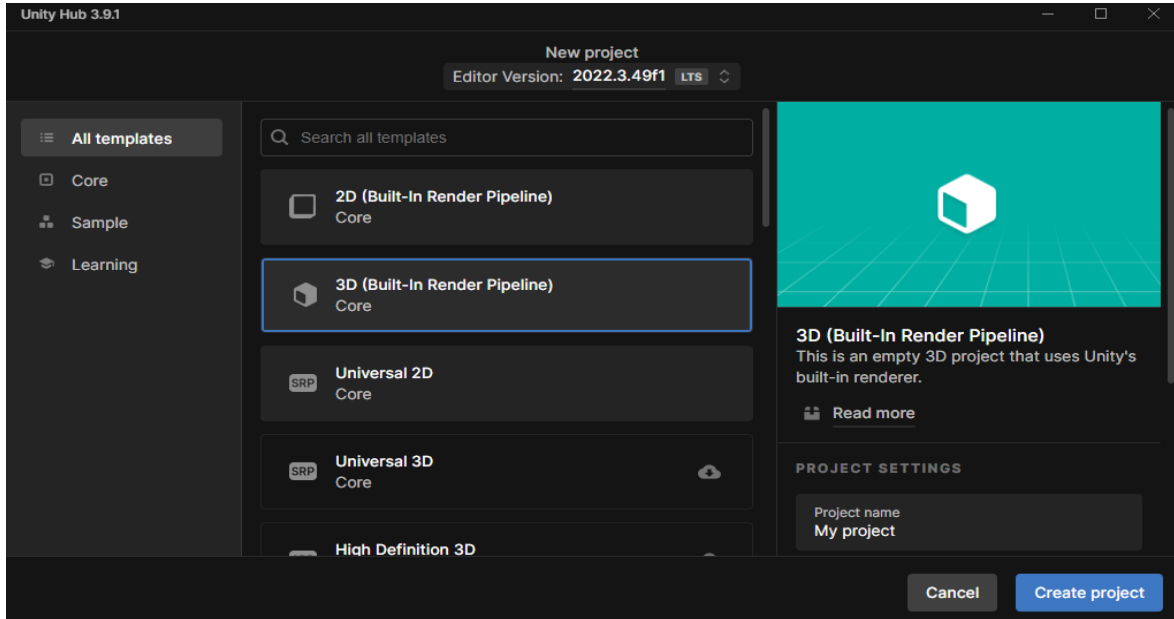 Unity Hub 3.9.1
New project
Editor Version: 2022.3.49f1 LTS
All templates
Core
Sample
Learning
Search all templates
2D (Built-In Render Pipeline)
Core
3D (Built-In Render Pipeline)
Core
SRP
Universal 2D
Core
SRP
Universal 3D
Core
High Definition 3D
3D (Built-In Render Pipeline)
This is an empty 3D project that uses Unity's
built-in renderer.
Read more
PROJECT SETTINGS
Project name
My project
Cancel
Create project